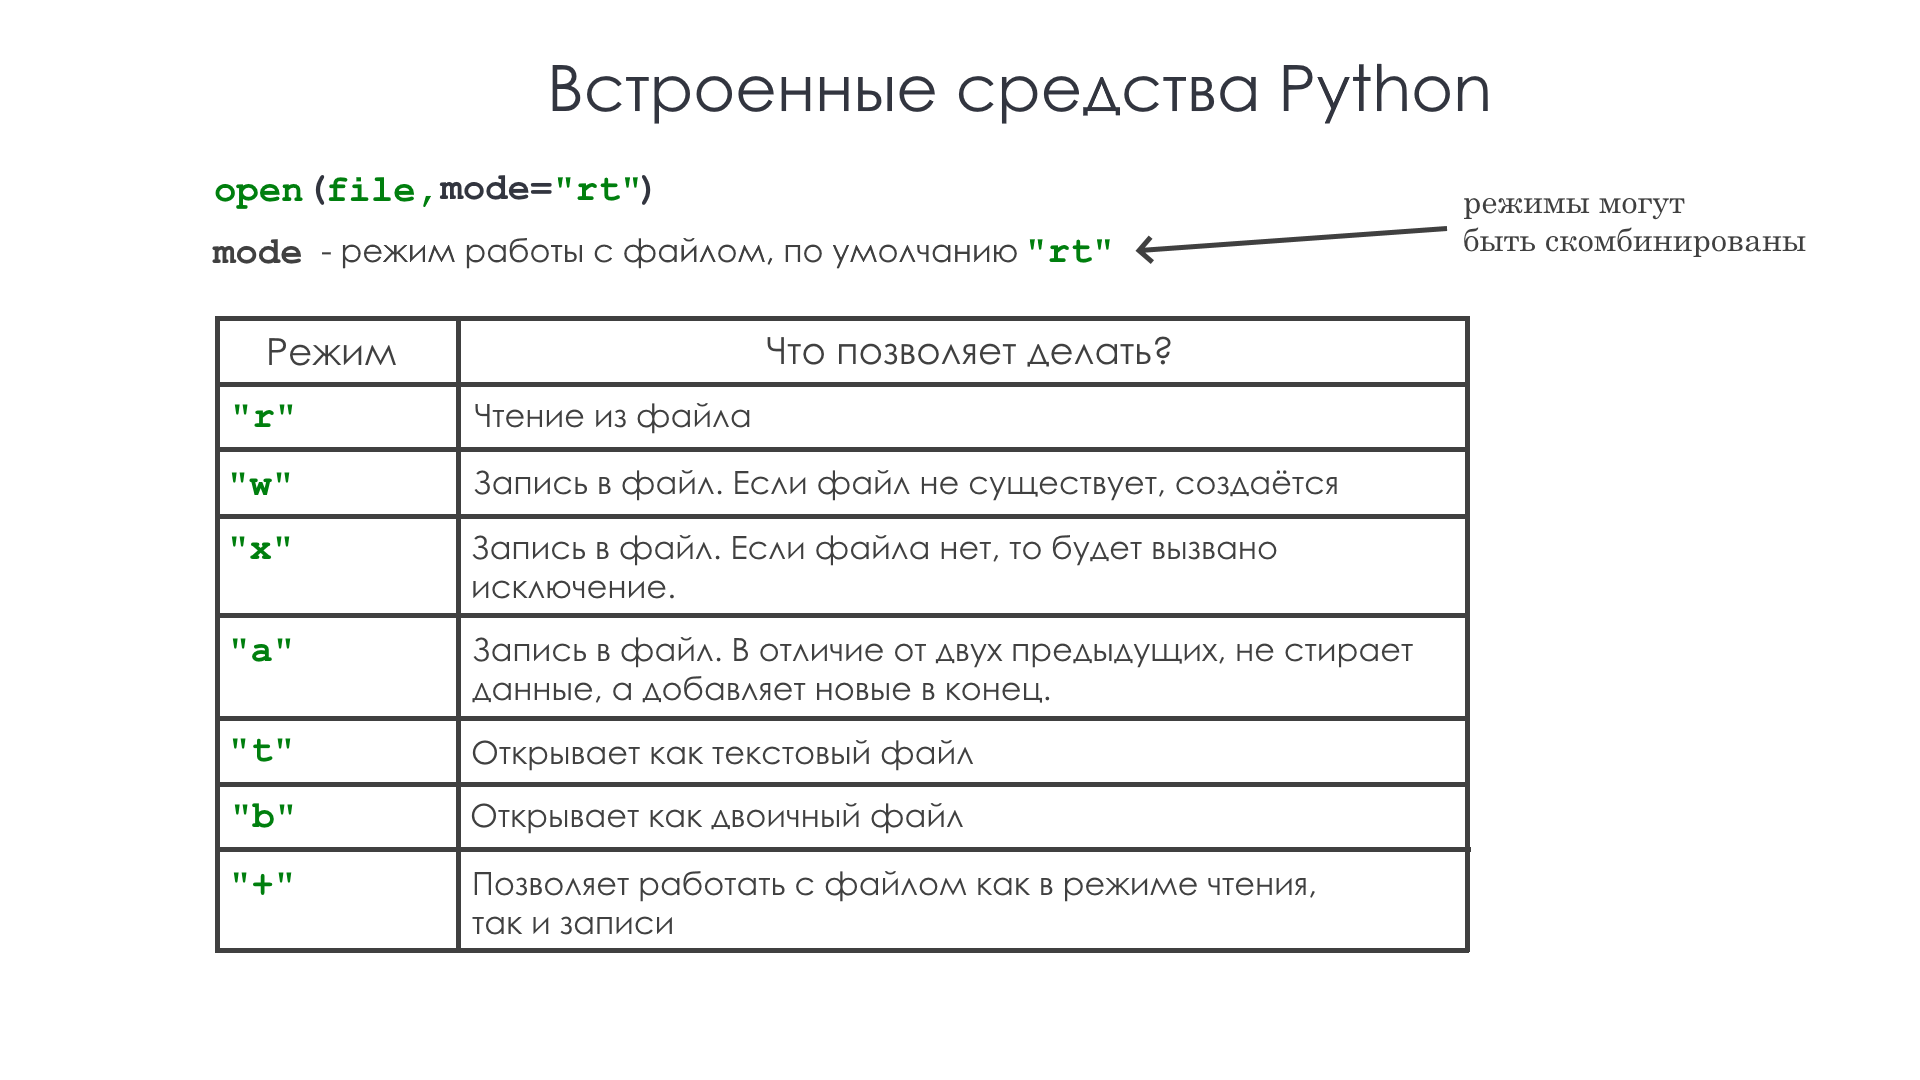 Встроенные средства Python
open(file,mode="rt")
режимы могут
быть скомбинированы
mode - режим работы с файлом, по умолчанию "rt"
Режим Что позволяет делать?
"r" Чтение из файла
"w" Запись в файл. Если файл не существует, создаётся
"x" Запись в файл. Если файла нет, то будет вызвано
исключение.
"a" Запись в файл. В отличие от двух предыдущих, не стирает
данные, а добавляет новые в конец.
"t" Открывает как текстовый файл
"b" Открывает как двоичный файл
"+" Позволяет работать с файлом как в режиме чтения,
так и записи